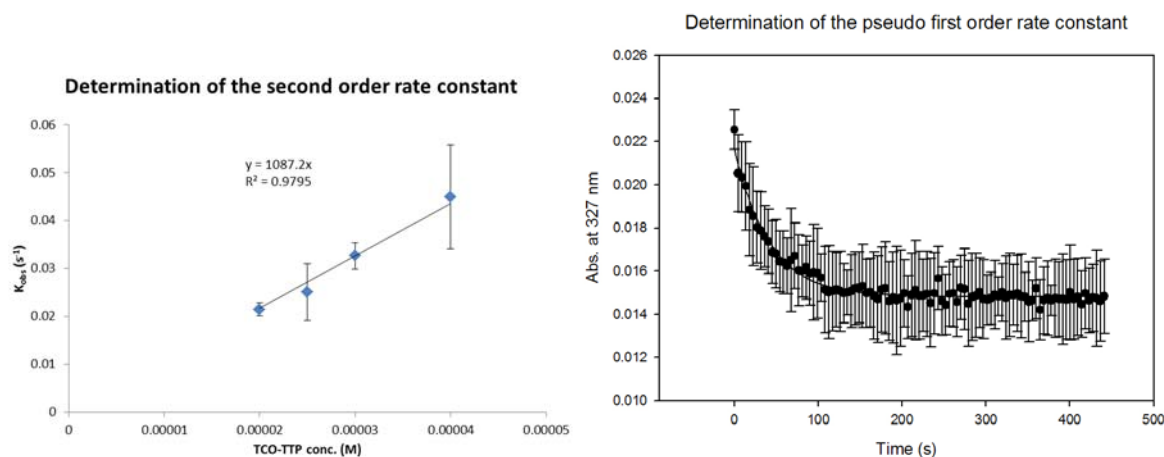 Determination of the second order rate constant
0.06
0.05
0.04
0.03
0.02
0.01
0
y = 1087.2x
R² = 0.9795
Kobs (s⁻¹)
0 0.00001 0.00002 0.00003 0.00004 0.00005
TCO-TTP conc. (M)
Determination of the pseudo first order rate constant
0.026
0.024
0.022
0.020
0.018
0.016
0.014
0.012
0.010
Abs. at 327 nm
0 100 200 300 400 500
Time (s)